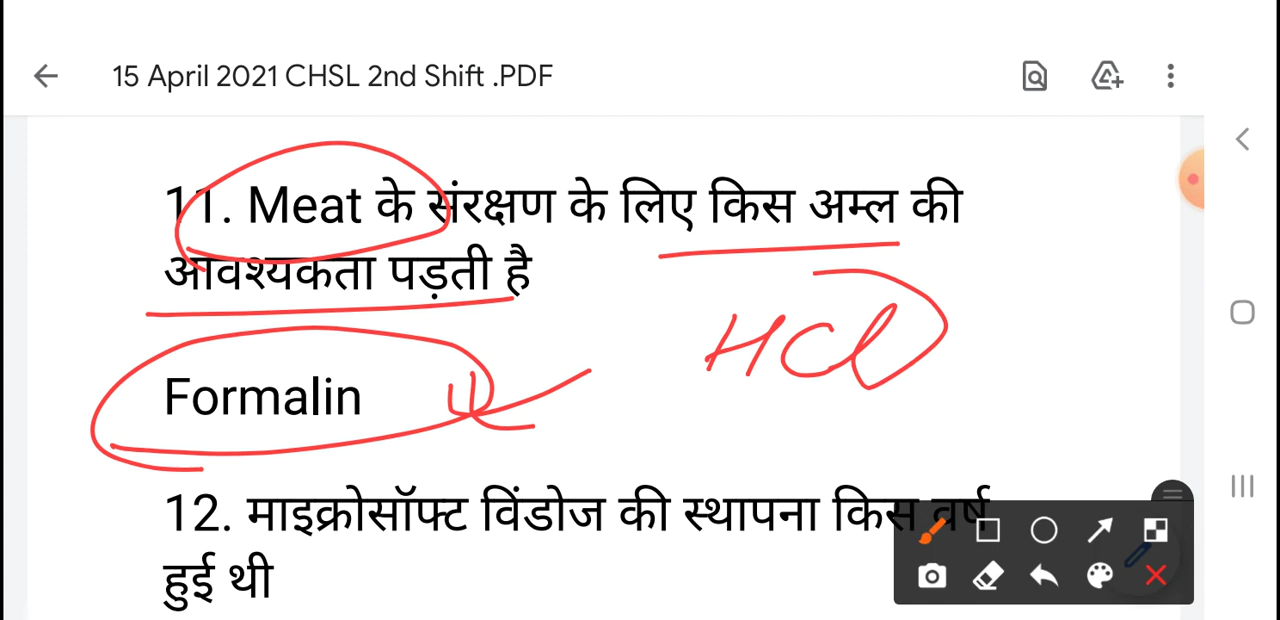 15 April 2021 CHSL 2nd Shift .PDF
11. Meat के संरक्षण के लिए किस अम्ल की
आवश्यकता पड़ती है
HCl
Formalin
12. माइक्रोसॉफ्ट विंडोज की स्थापना किस वर्ष
हुई थी